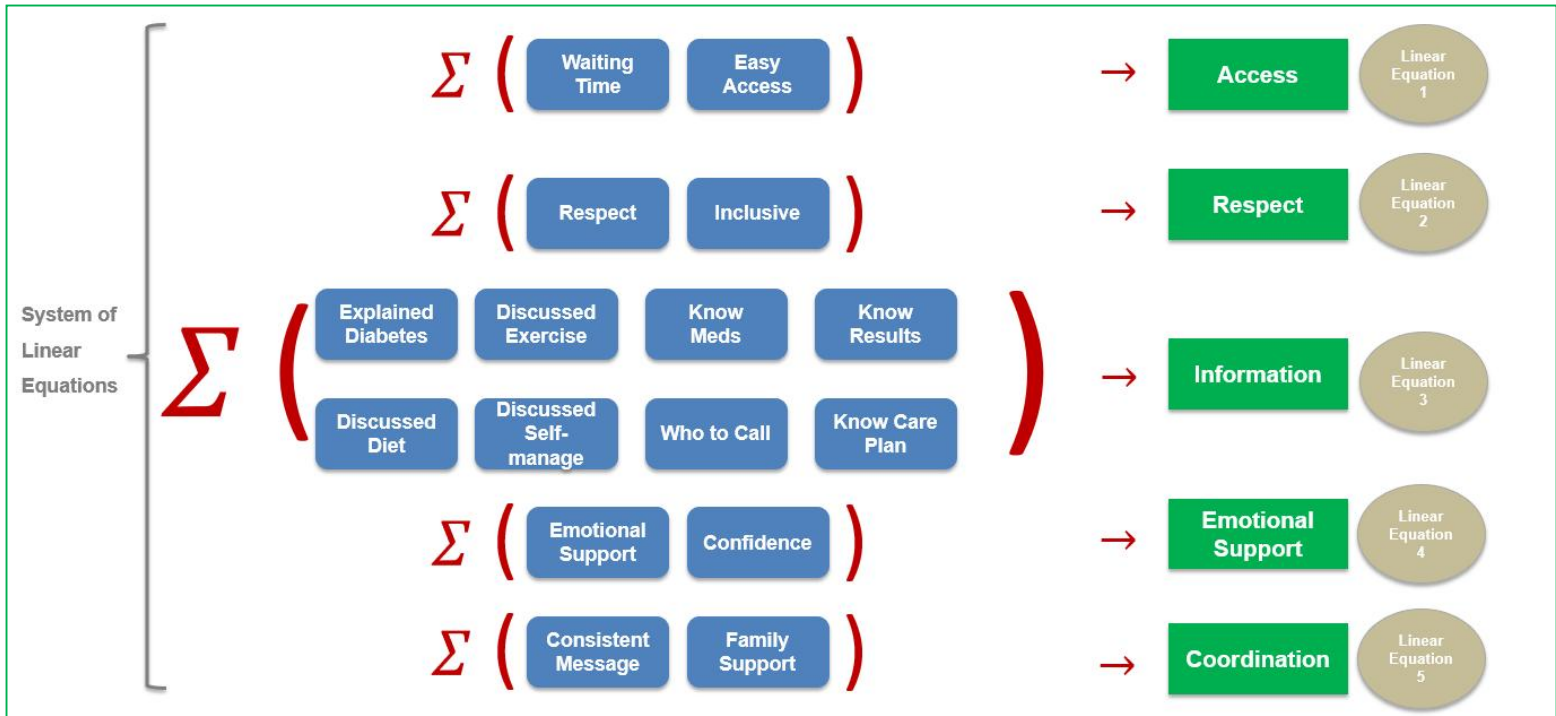 System of
Linear
Equations
Σ ( Waiting
Time
Easy
Access )
→
Access
Linear
Equation
1
Σ ( Respect
Inclusive )
→
Respect
Linear
Equation
2
Σ (
Explained
Diabetes
Discussed
Exercise
Know
Meds
Know
Results
Discussed
Diet
Discussed
Self-
manage
Who to Call
Know Care
Plan
)
→
Information
Linear
Equation
3
Σ ( Emotional
Support
Confidence )
→
Emotional
Support
Linear
Equation
4
Σ ( Consistent
Message
Family
Support )
→
Coordination
Linear
Equation
5